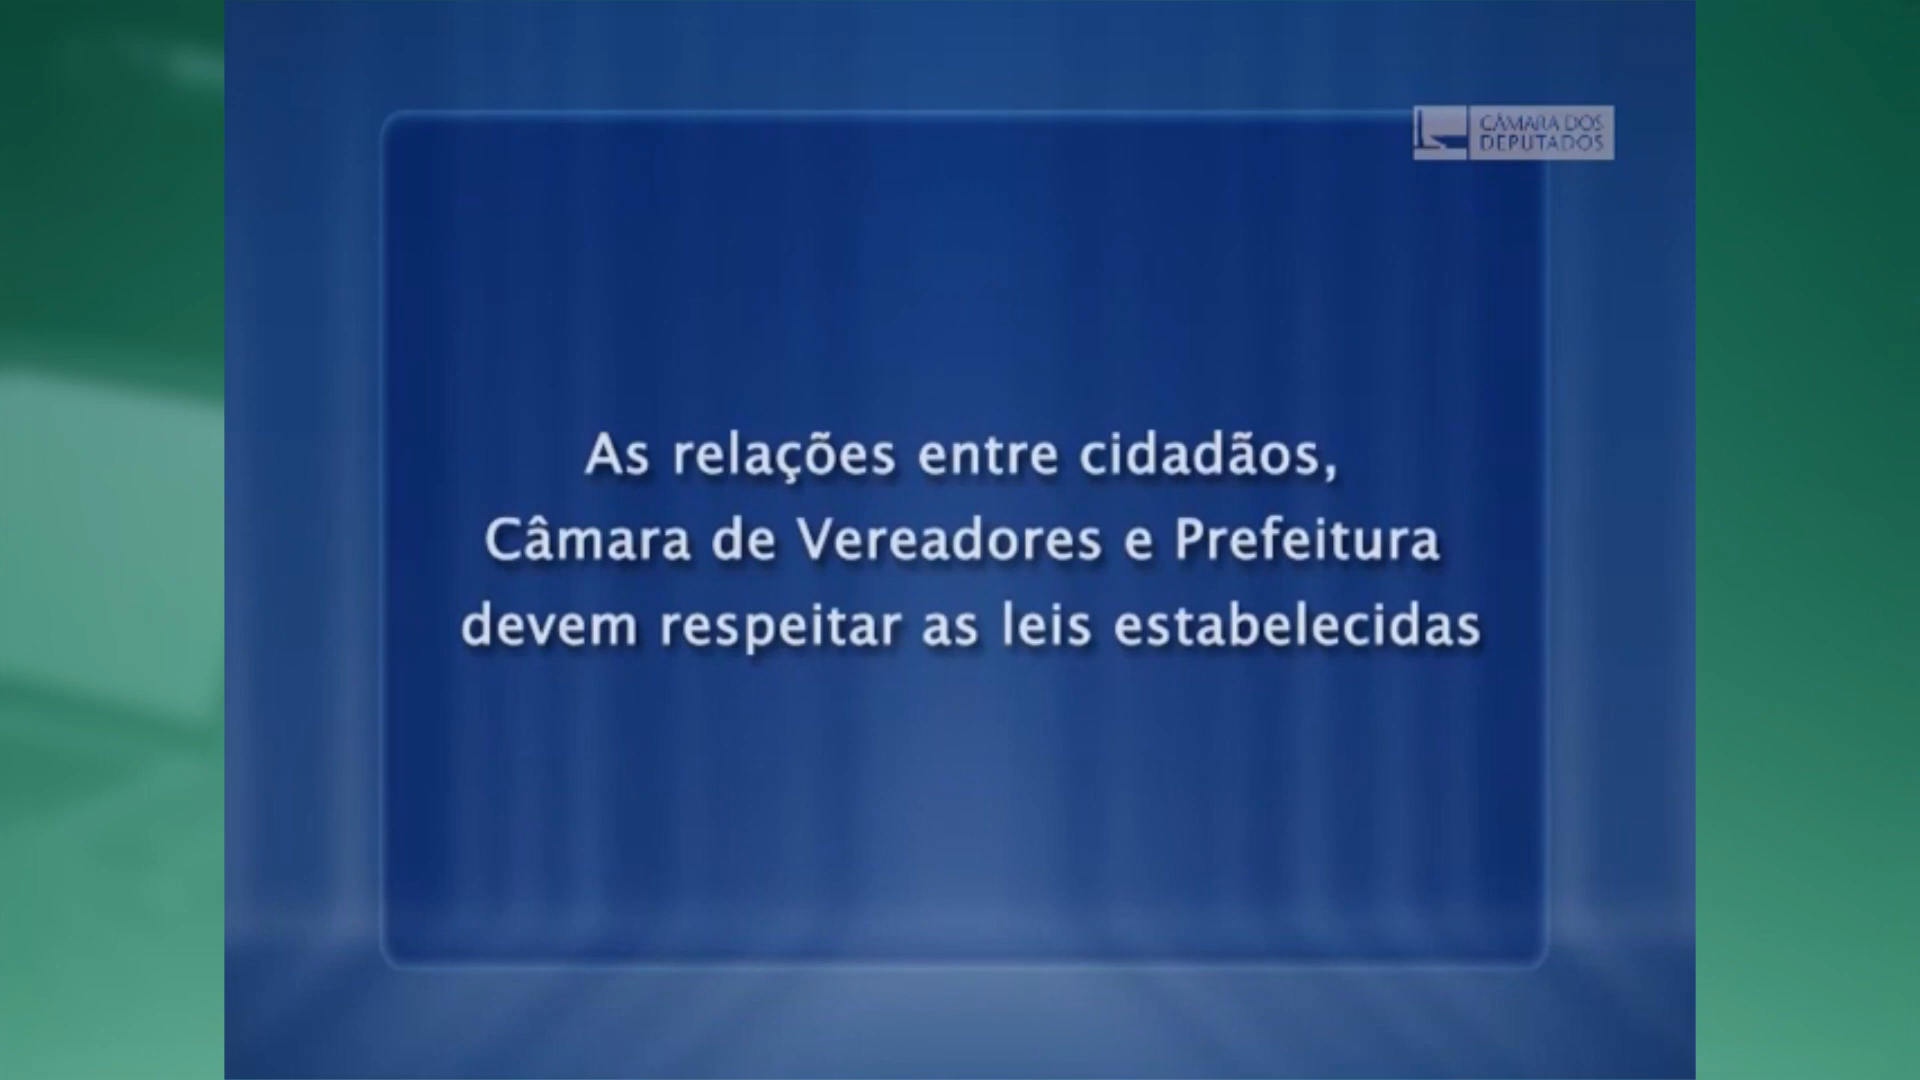 CÂMARA DOS
DEPUTADOS
As relações entre cidadãos,
Câmara de Vereadores e Prefeitura
devem respeitar as leis estabelecidas